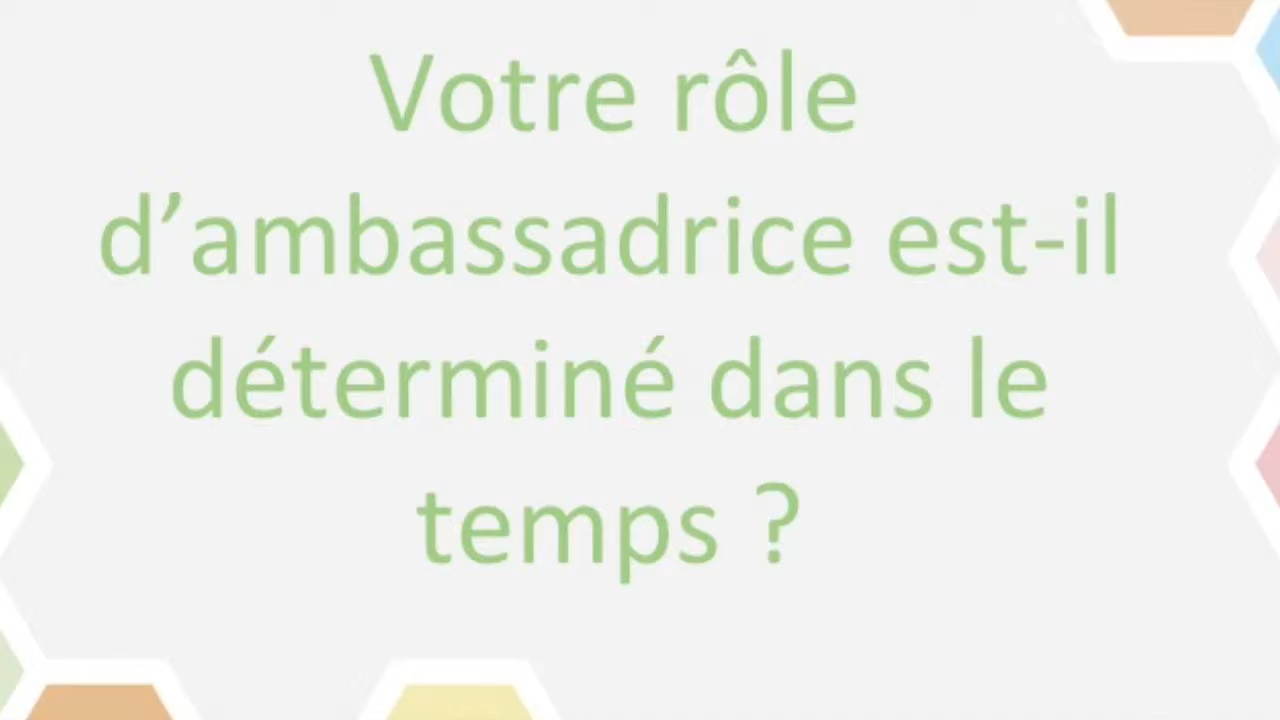 Votre rôle
d’ambassadrice est-il
déterminé dans le
temps ?